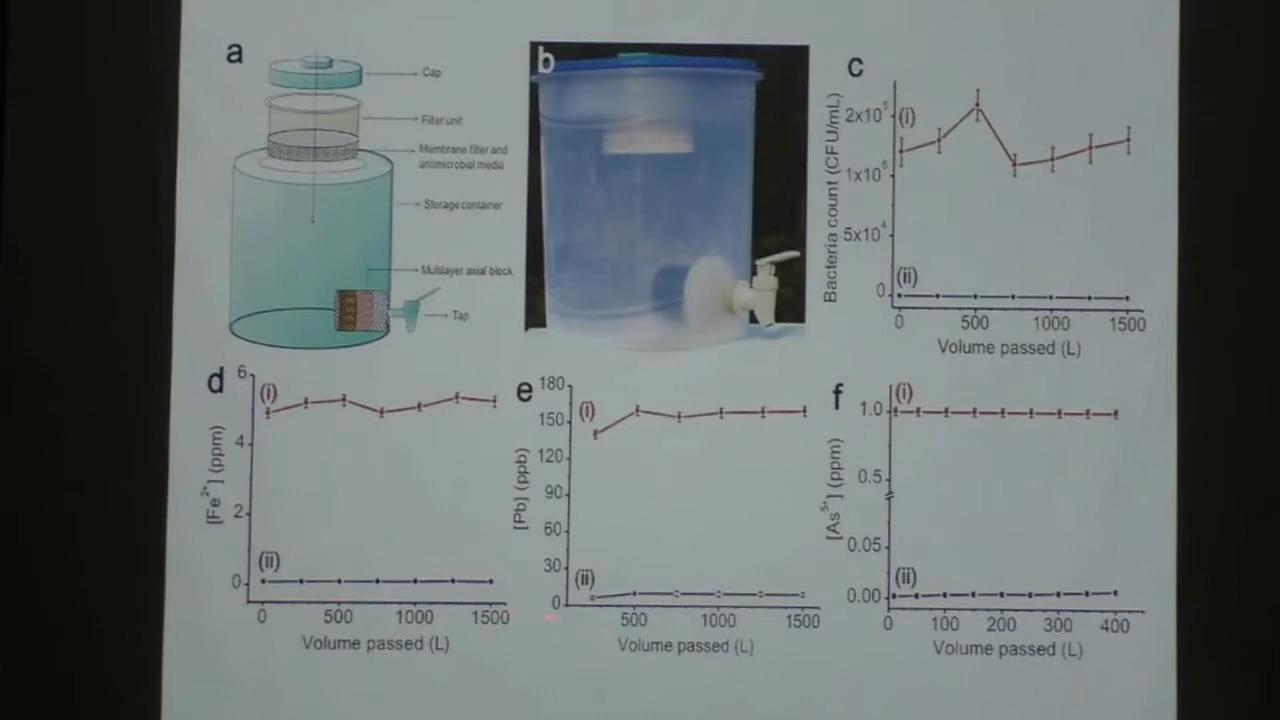 a
Cap
Filter unit
Membrane filter and
antimicrobial media
Storage container
Multilayer axial block
Tap
b
c
Bacteria count (CFU/mL)
2x10⁵
1x10⁵
5x10⁴
0
(i)
(ii)
0 500 1000 1500
Volume passed (L)
d
[Fe²⁺] (ppm)
6
4
2
0
(i)
(ii)
0 500 1000 1500
Volume passed (L)
e
[Pb] (ppb)
180
150
120
90
60
30
0
(i)
(ii)
500 1000 1500
Volume passed (L)
f
[As⁵⁺] (ppm)
1.0
0.5
0.05
0.00
(i)
(ii)
0 100 200 300 400
Volume passed (L)